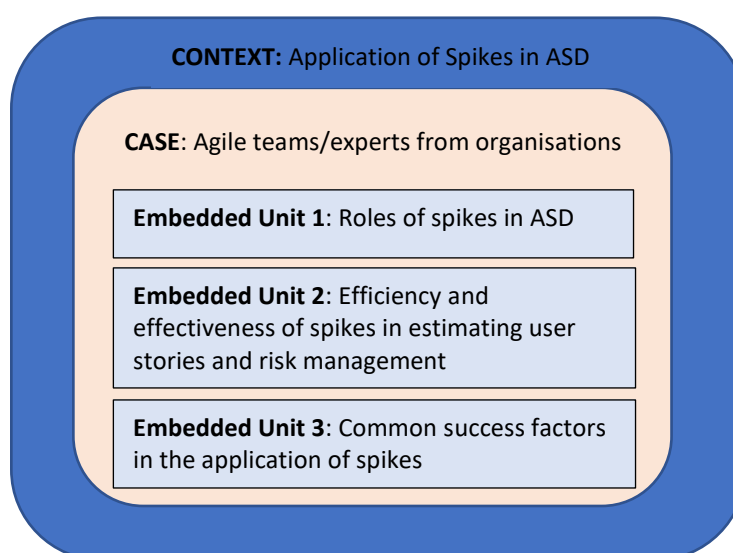 CONTEXT: Application of Spikes in ASD
CASE: Agile teams/experts from organisations
Embedded Unit 1: Roles of spikes in ASD
Embedded Unit 2: Efficiency and
effectiveness of spikes in estimating user
stories and risk management
Embedded Unit 3: Common success factors
in the application of spikes